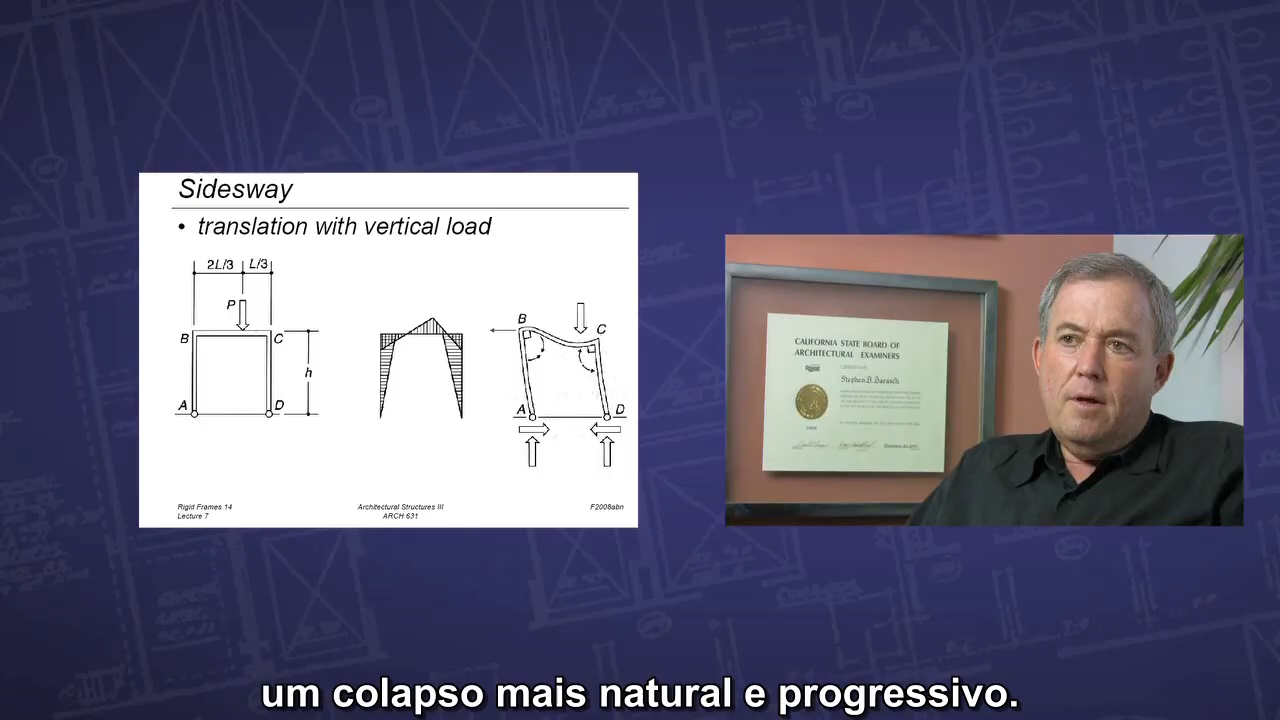 Sidesway
• translation with vertical load
2L/3 L/3
P
B C
h
A D
B C
A D
Rigid Frames 14
Lecture 7
Architectural Structures III
ARCH 631
F2008abn
CALIFORNIA STATE BOARD OF
ARCHITECTURAL EXAMINERS
Stephen B. Barasch
um colapso mais natural e progressivo.